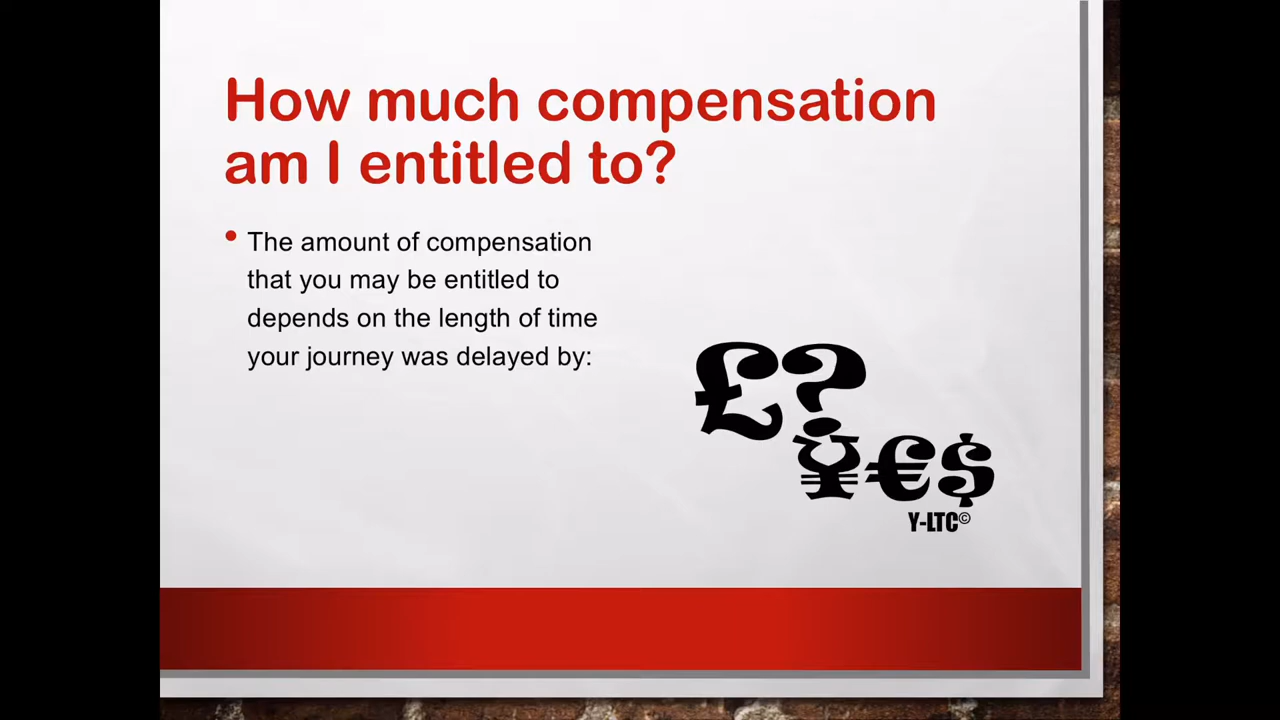 How much compensation
am I entitled to?
• The amount of compensation
that you may be entitled to
depends on the length of time
your journey was delayed by:
£?
¥€$
Y-LTC©